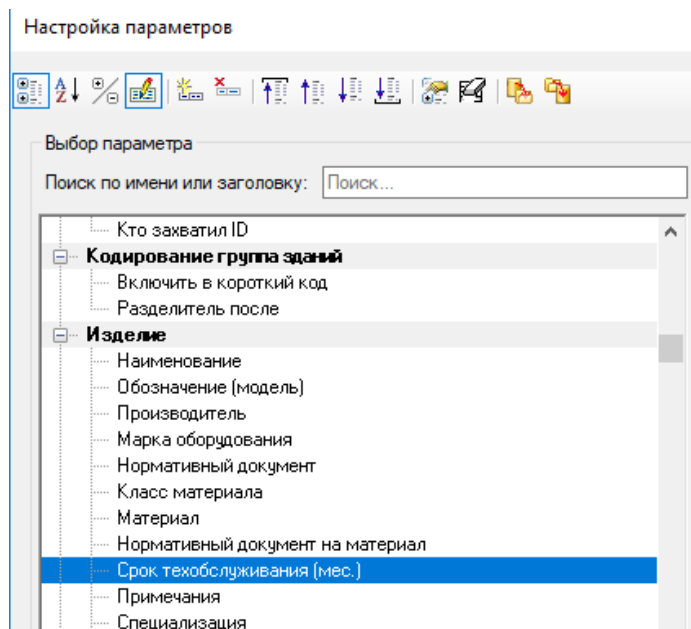 Настройка параметров
Выбор параметра
Поиск по имени или заголовку: Поиск...
Кто захватил ID
Кодирование группа зданий
Включить в короткий код
Разделитель после
Изделие
Наименование
Обозначение (модель)
Производитель
Марка оборудования
Нормативный документ
Класс материала
Материал
Нормативный документ на материал
Срок техобслуживания (мес.)
Примечания
Специализация